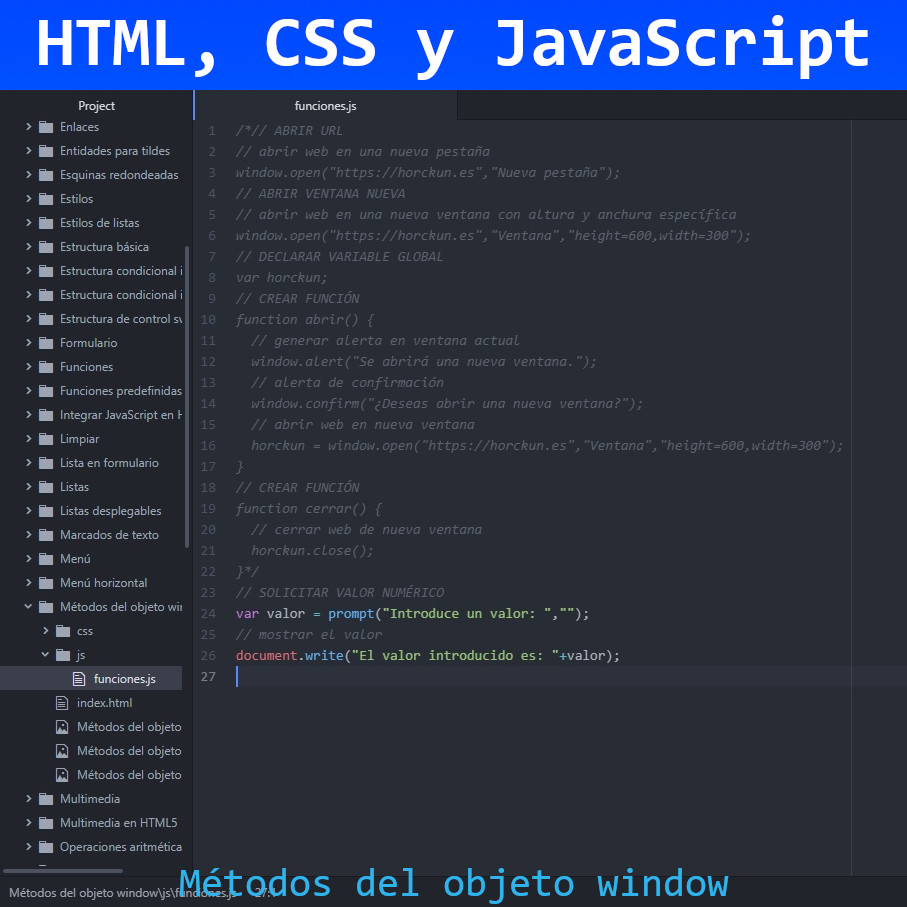 HTML, CSS y JavaScript
Project
Enlaces
Entidades para tildes
Esquinas redondeadas
Estilos
Estilos de listas
Estructura básica
Estructura condicional i
Estructura condicional i
Estructura de control sw
Formulario
Funciones
Funciones predefinidas
Integrar JavaScript en H
Limpiar
Lista en formulario
Listas
Listas desplegables
Marcados de texto
Menú
Menú horizontal
Métodos del objeto win
css
js
funciones.js
index.html
Métodos del objeto
Métodos del objeto
Métodos del objeto
Multimedia
Multimedia en HTML5
Operaciones aritmética
funciones.js
1 /*// ABRIR URL
2 // abrir web en una nueva pestaña
3 window.open("https://horckun.es","Nueva pestaña");
4 // ABRIR VENTANA NUEVA
5 // abrir web en una nueva ventana con altura y anchura específica
6 window.open("https://horckun.es","Ventana","height=600,width=300");
7 // DECLARAR VARIABLE GLOBAL
8 var horckun;
9 // CREAR FUNCIÓN
10 function abrir() {
11 // generar alerta en ventana actual
12 window.alert("Se abrirá una nueva ventana.");
13 // alerta de confirmación
14 window.confirm("¿Deseas abrir una nueva ventana?");
15 // abrir web en nueva ventana
16 horckun = window.open("https://horckun.es","Ventana","height=600,width=300");
17 }
18 // CREAR FUNCIÓN
19 function cerrar() {
20 // cerrar web de nueva ventana
21 horckun.close();
22 }*/
23 // SOLICITAR VALOR NUMÉRICO
24 var valor = prompt("Introduce un valor: ","");
25 // mostrar el valor
26 document.write("El valor introducido es: "+valor);
27
Métodos del objeto window\js\funciones.js 27:1
Métodos del objeto window